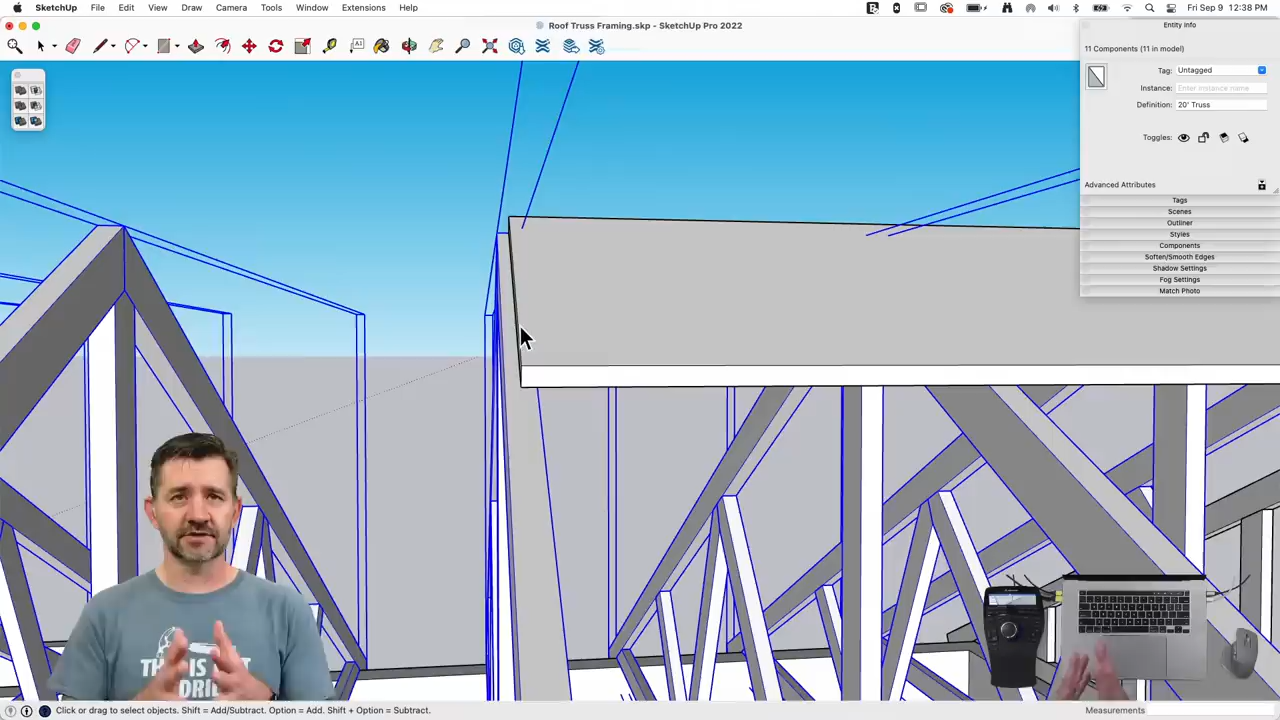 SketchUp File Edit View Draw Camera Tools Window Extensions Help
Fri Sep 9 12:38 PM
Roof Truss Framing.skp - SketchUp Pro 2022
Entity Info
11 Components (11 in model)
Tag: Untagged
Instance: Enter instance name
Definition: 20' Truss
Toggles:
Advanced Attributes
Tags
Scenes
Outliner
Styles
Components
Soften/Smooth Edges
Shadow Settings
Fog Settings
Match Photo
Click or drag to select objects. Shift = Add/Subtract. Option = Add. Shift + Option = Subtract.
Measurements